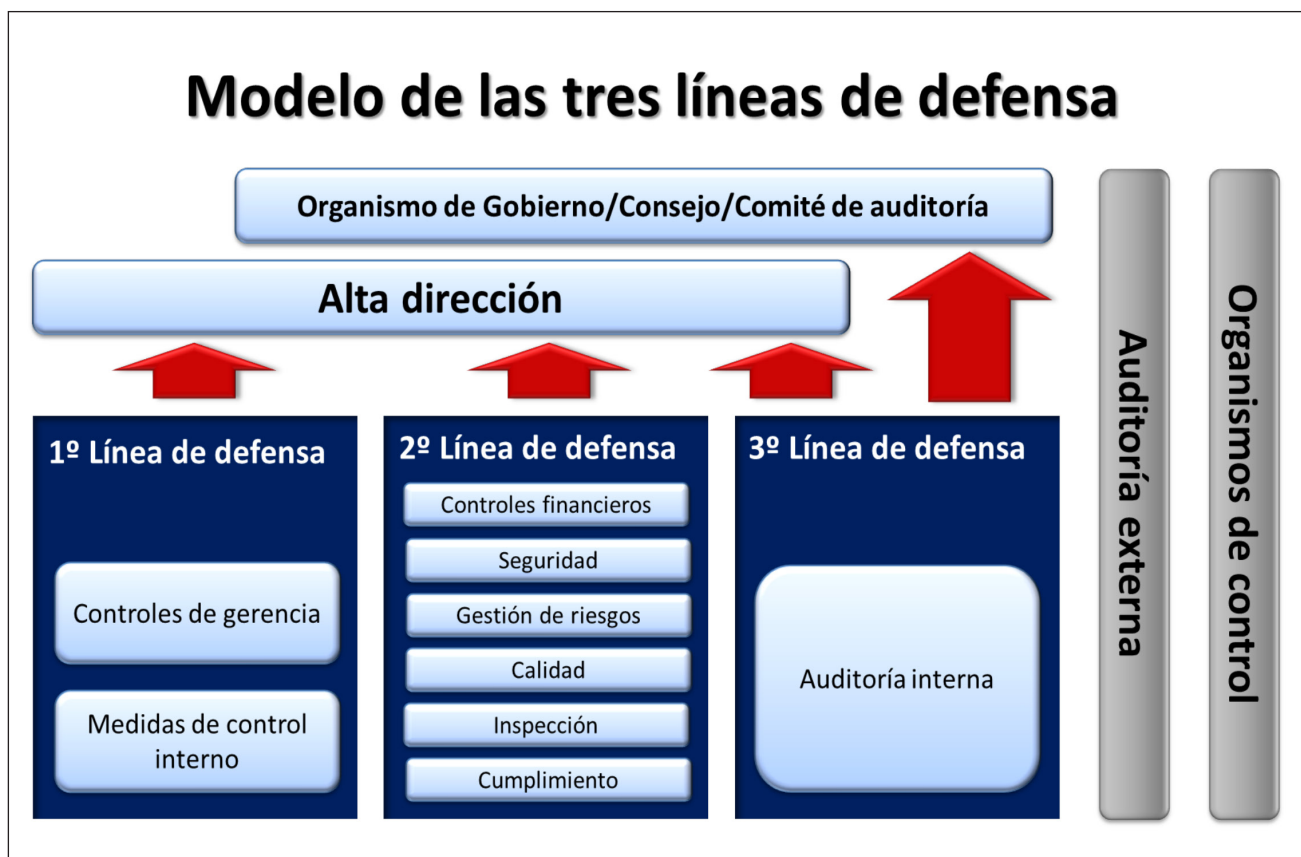 Modelo de las tres líneas de defensa
Organismo de Gobierno/Consejo/Comité de auditoría
Alta dirección
1º Línea de defensa
Controles de gerencia
Medidas de control
interno
2º Línea de defensa
Controles financieros
Seguridad
Gestión de riesgos
Calidad
Inspección
Cumplimiento
3º Línea de defensa
Auditoría interna
Auditoría externa
Organismos de control